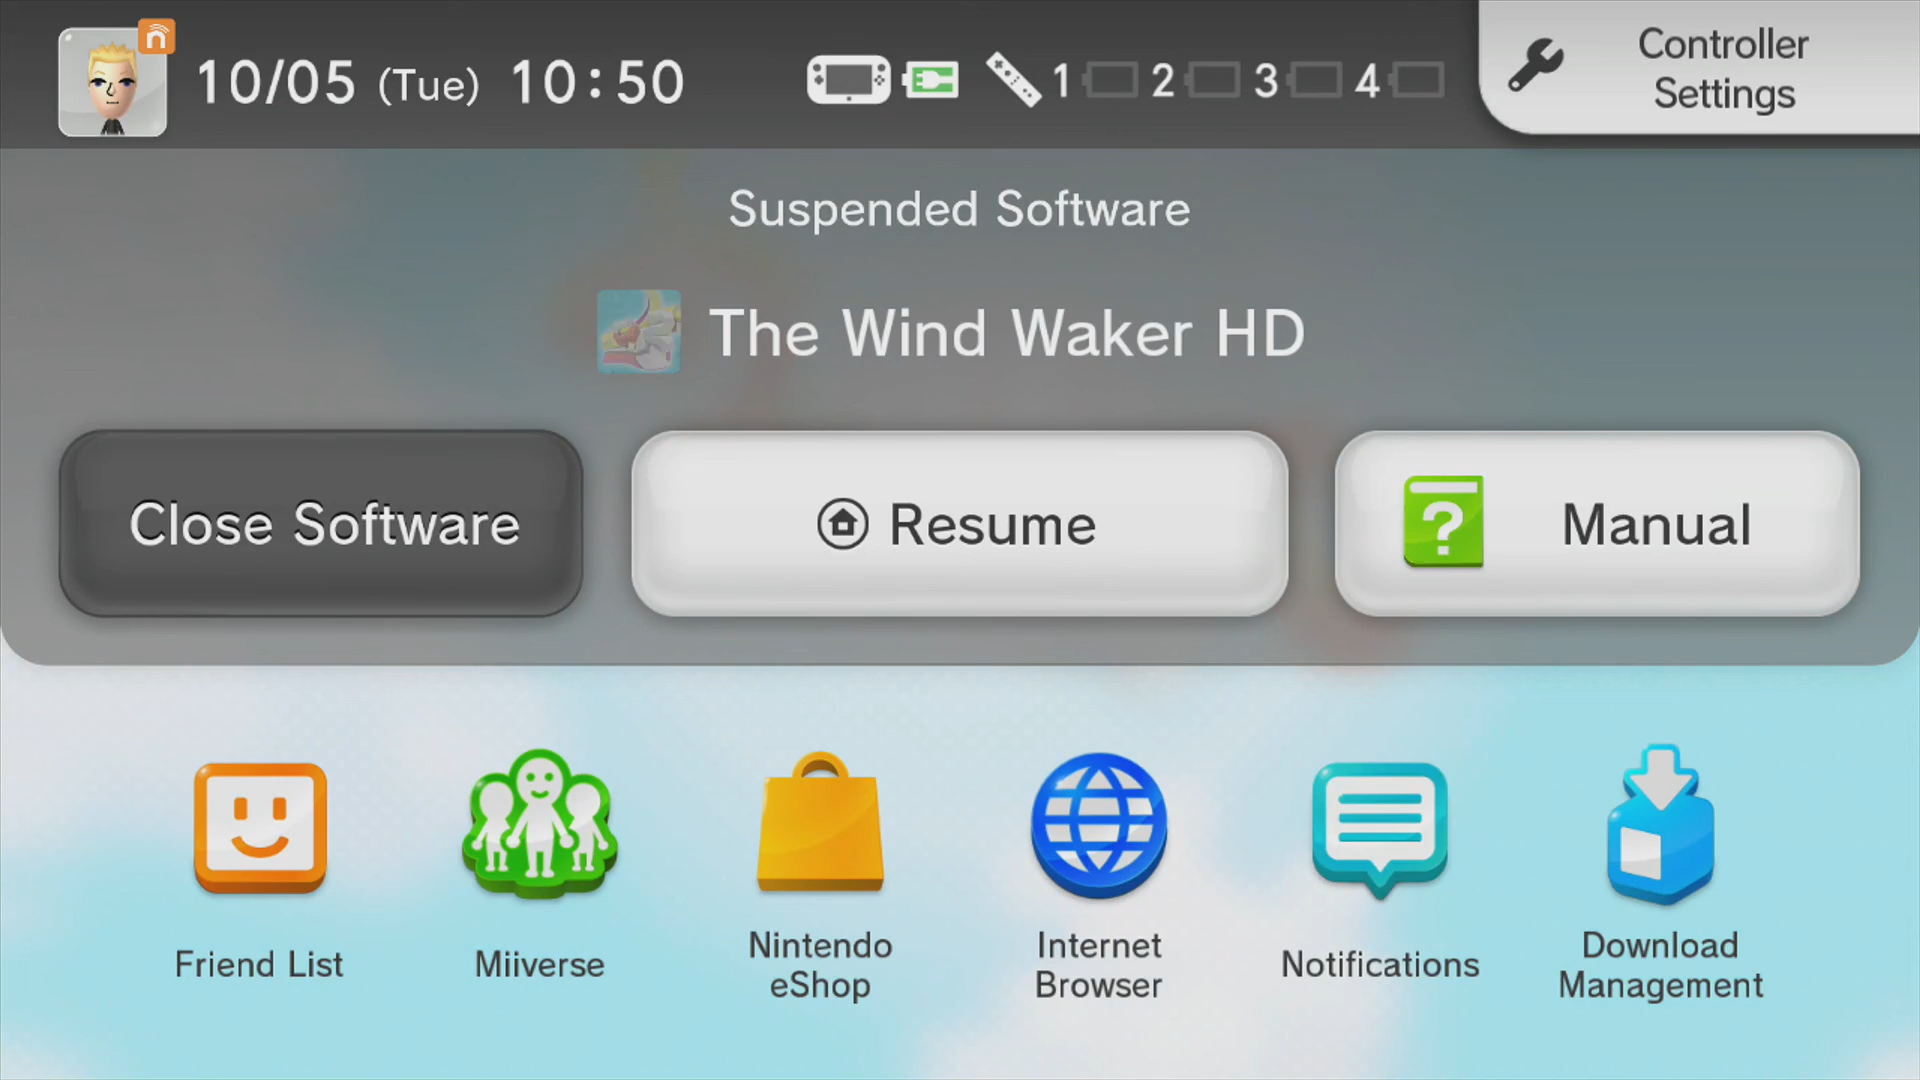 10/05 (Tue) 10:50
1 2 3 4
Controller
Settings
Suspended Software
The Wind Waker HD
Close Software
Resume
? Manual
Friend List
Miiverse
Nintendo
eShop
Internet
Browser
Notifications
Download
Management